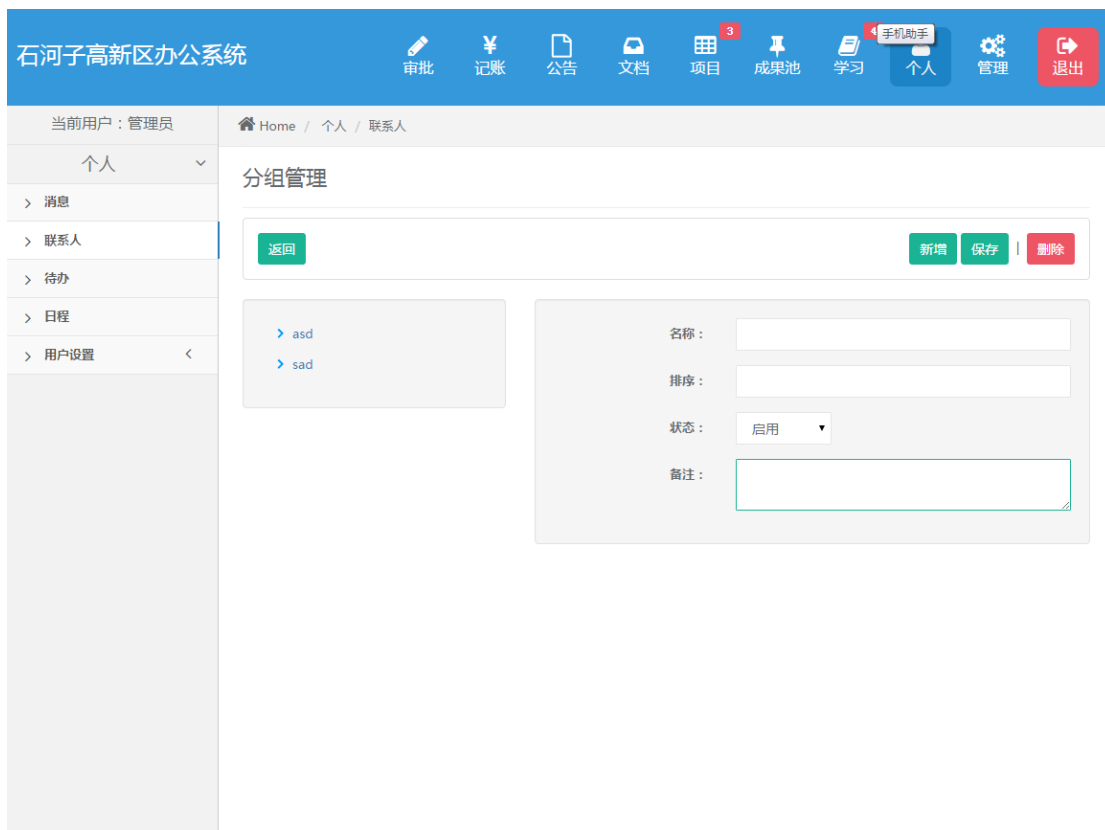 石河子高新区办公系统
审批
¥
记账
公告
文档
3
项目
成果池
4
学习
手机助手
个人
管理
退出
当前用户：管理员
Home / 个人 / 联系人
个人
分组管理
消息
联系人
待办
日程
用户设置
返回
新增 保存 | 删除
asd
sad
名称：
排序：
状态：
启用
备注：